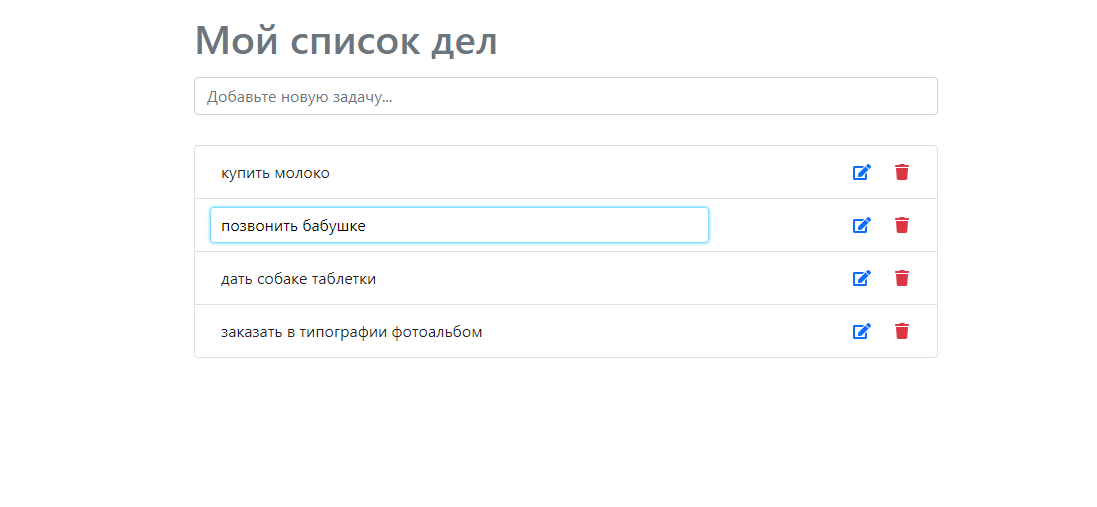 Мой список дел
Добавьте новую задачу...
купить молоко
позвонить бабушке
дать собаке таблетки
заказать в типографии фотоальбом